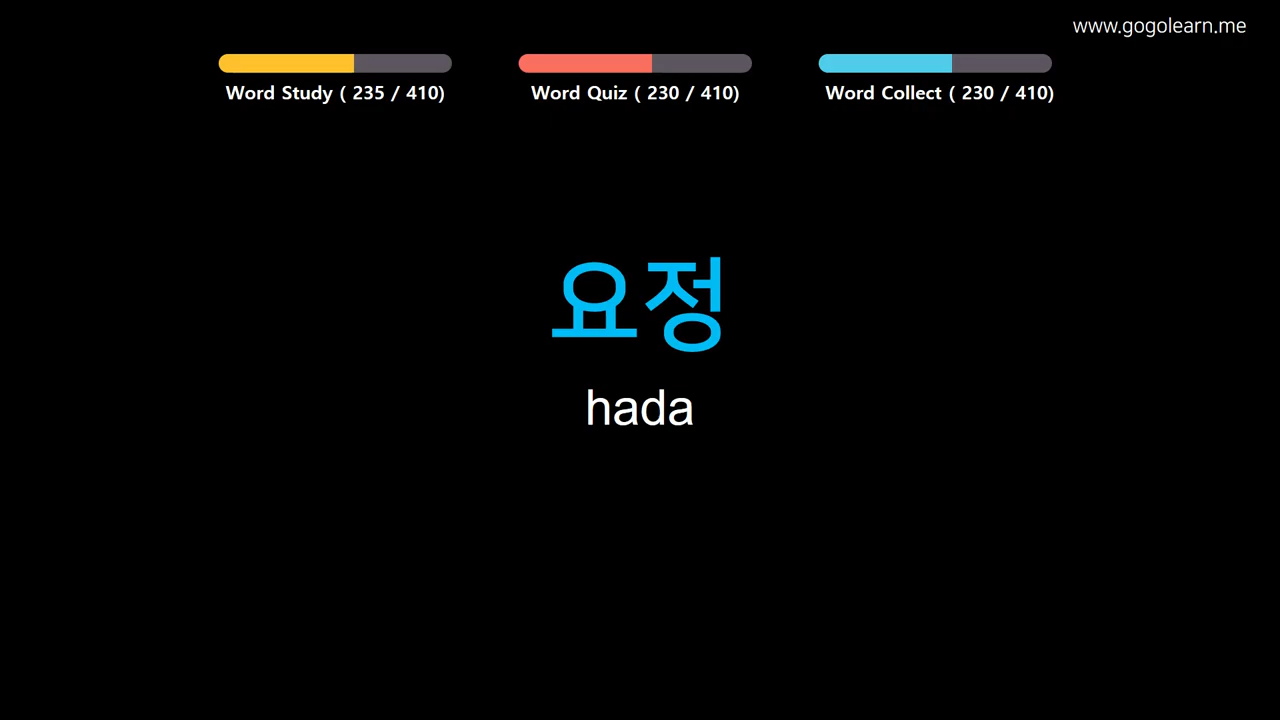 www.gogolearn.me
Word Study ( 235 / 410)
Word Quiz ( 230 / 410)
Word Collect ( 230 / 410)
요정
hada